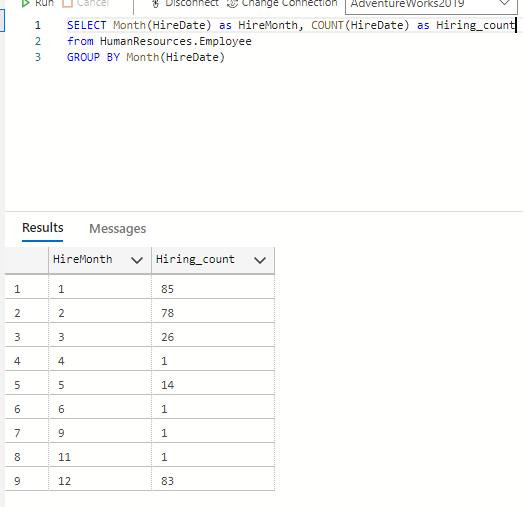 Run Cancel Disconnect Change Connection AdventureWorks2019
1 SELECT Month(HireDate) as HireMonth, COUNT(HireDate) as Hiring_count
2 from HumanResources.Employee
3 GROUP BY Month(HireDate)
Results Messages
HireMonth Hiring_count
1 1 85
2 2 78
3 3 26
4 4 1
5 5 14
6 6 1
7 9 1
8 11 1
9 12 83